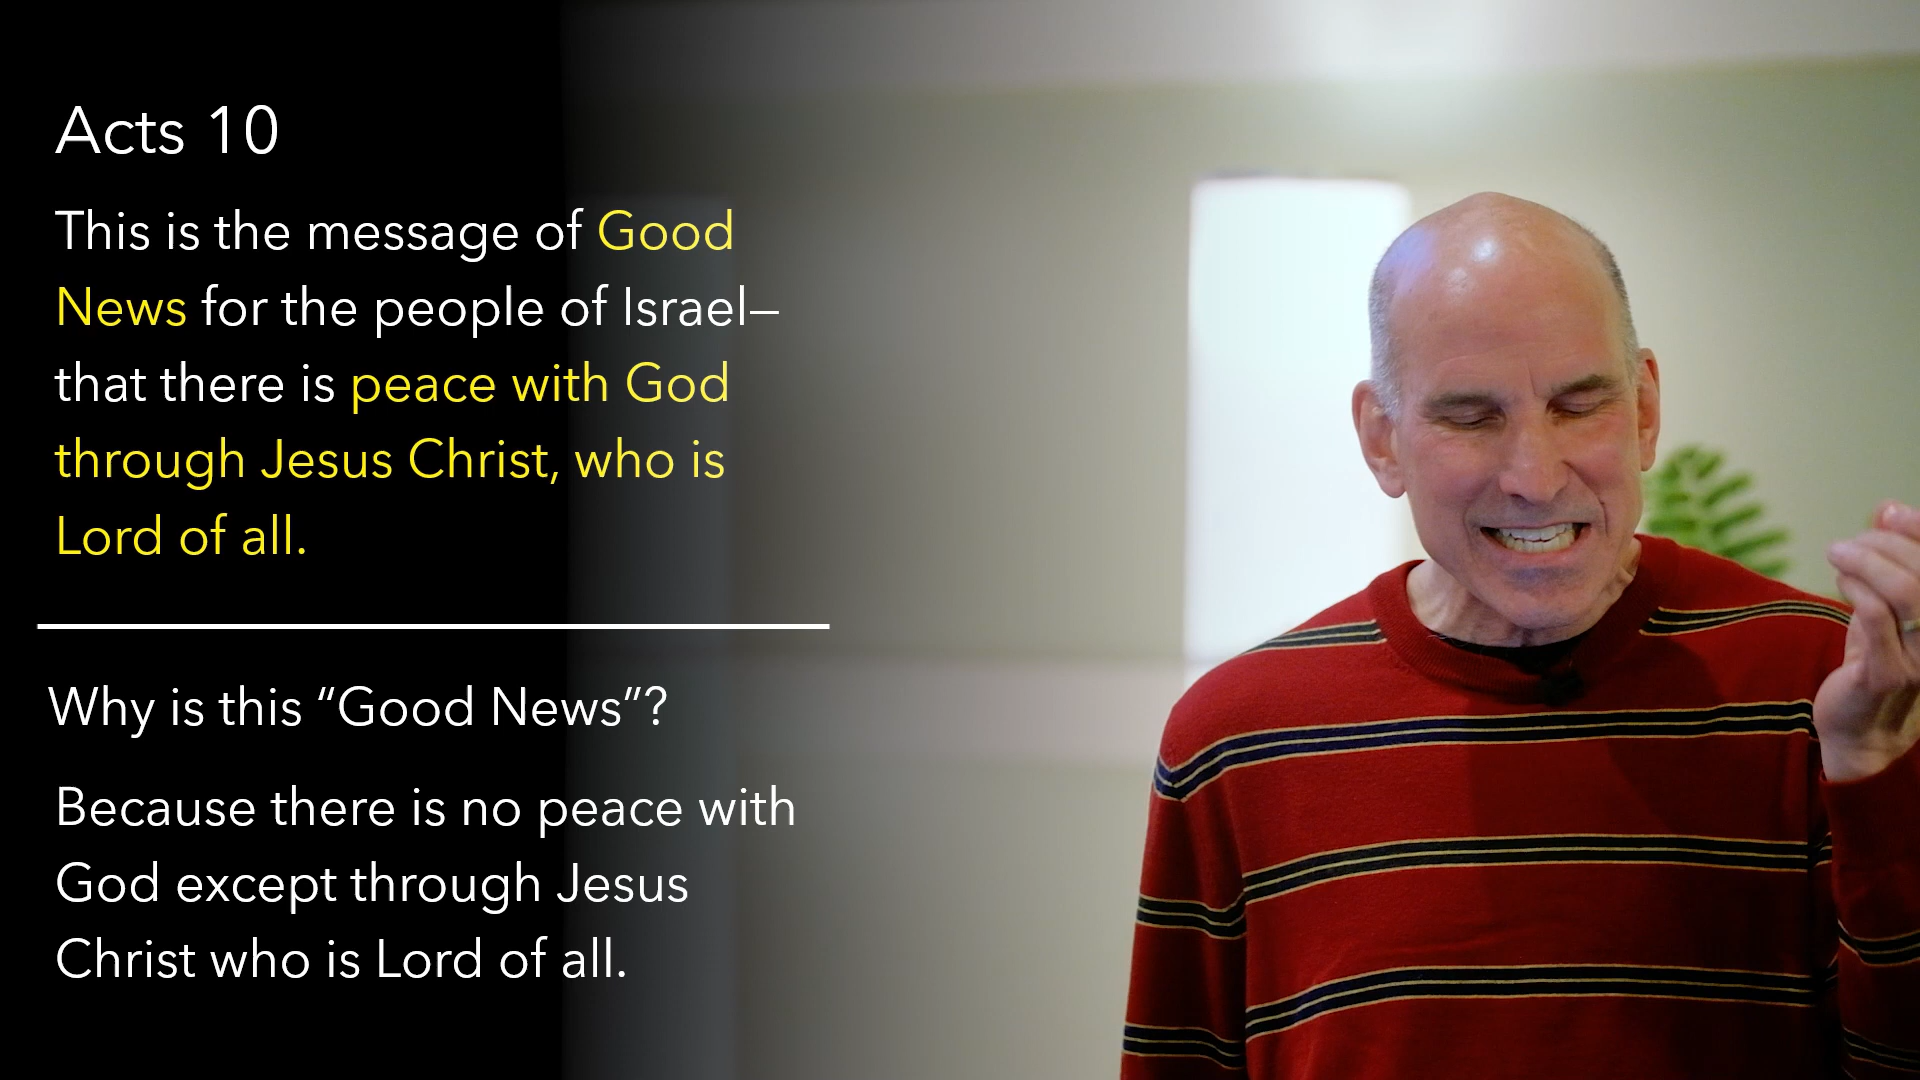 Acts 10
This is the message of Good
News for the people of Israel—
that there is peace with God
through Jesus Christ, who is
Lord of all.
Why is this “Good News”?
Because there is no peace with
God except through Jesus
Christ who is Lord of all.